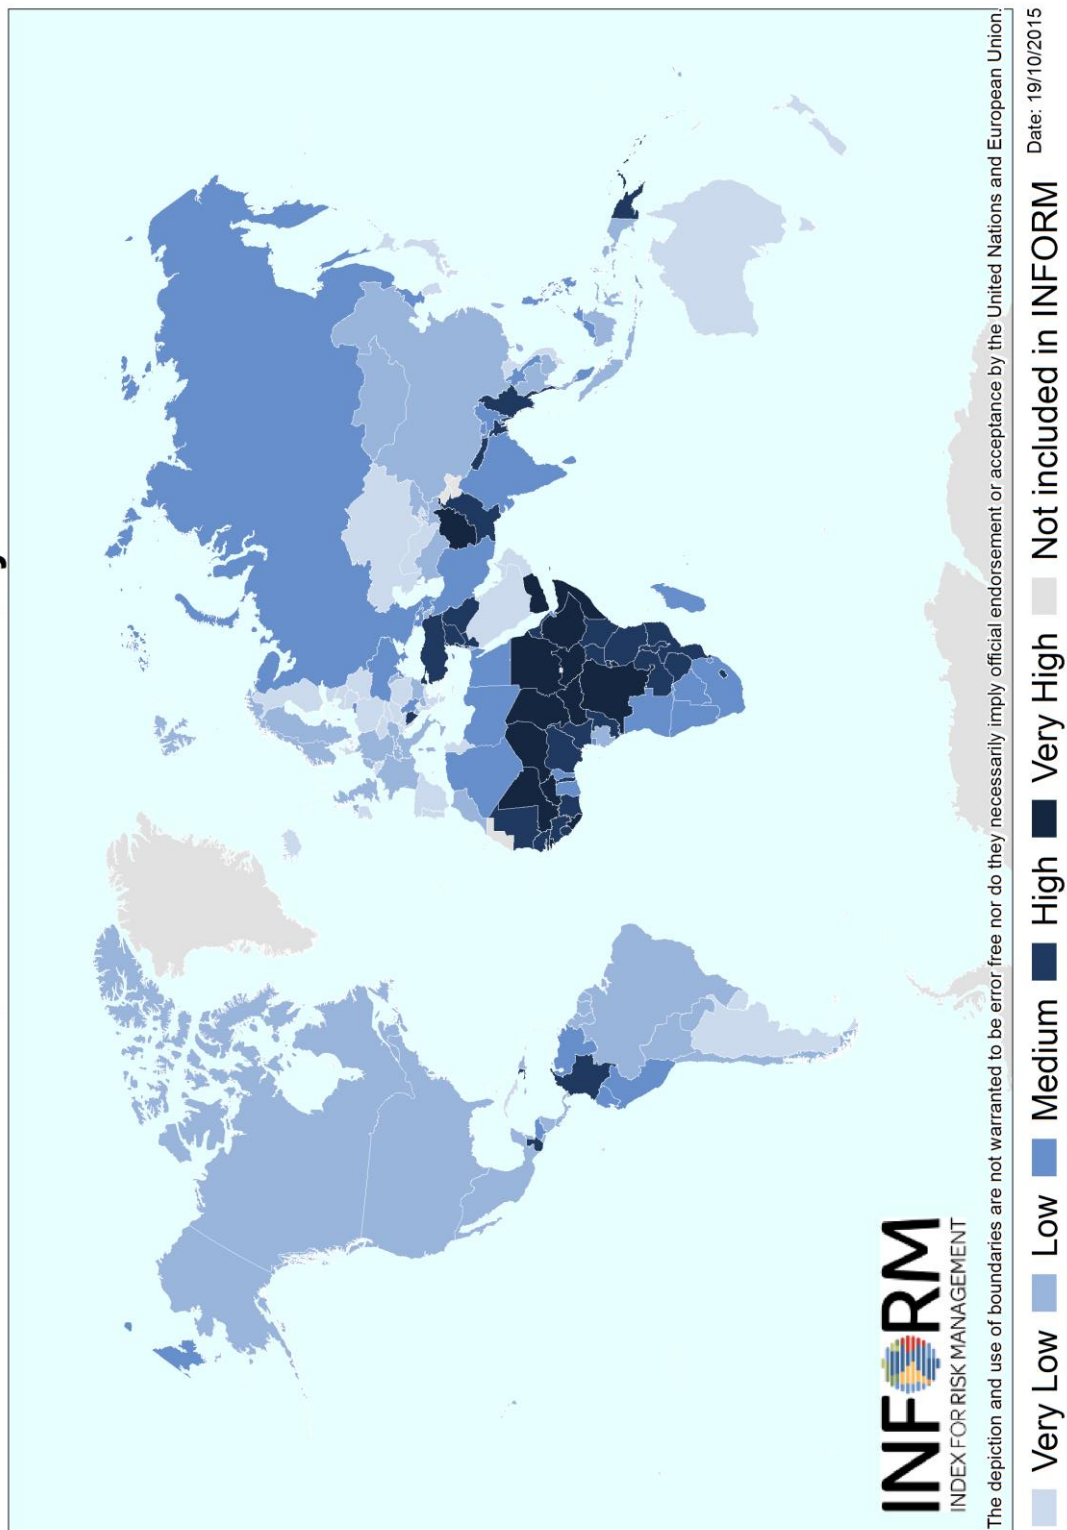 INFORM
INDEX FOR RISK MANAGEMENT
The depiction and use of boundaries are not warranted to be error free nor do they necessarily imply official endorsement or acceptance by the United Nations and European Union.
Very Low Low Medium High Very High Not included in INFORM Date: 19/10/2015